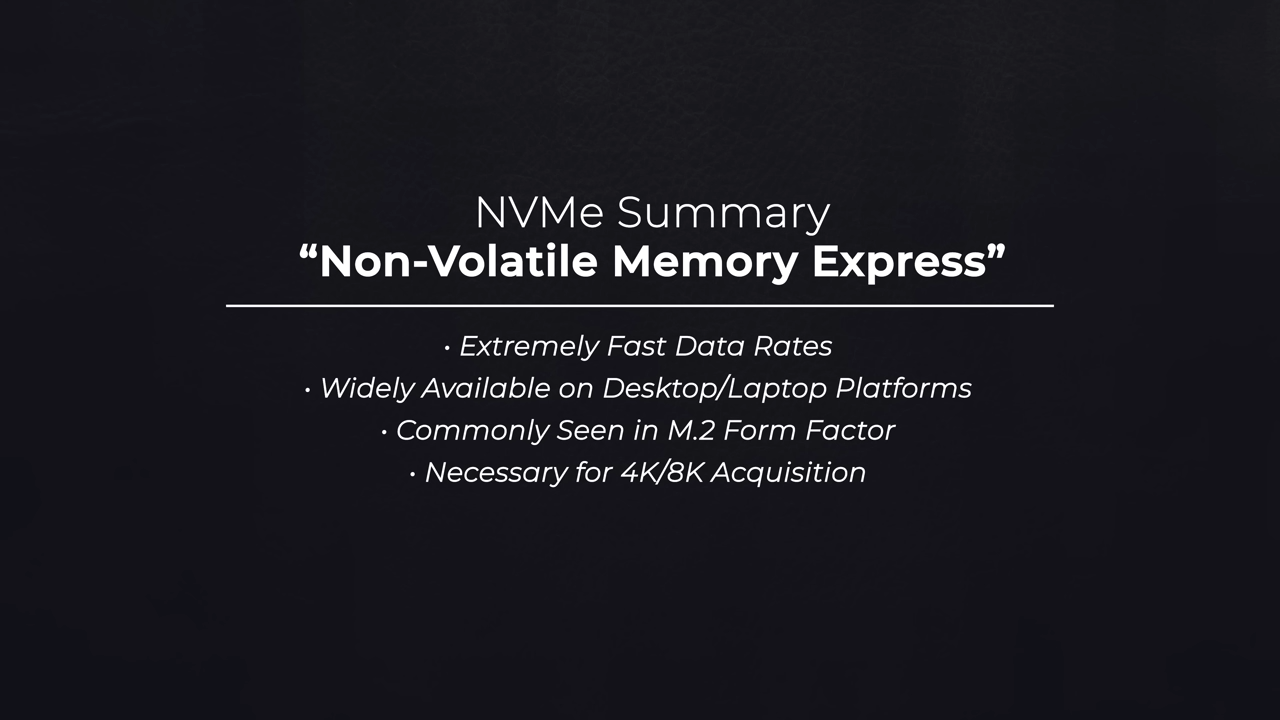 NVMe Summary
“Non-Volatile Memory Express”
• Extremely Fast Data Rates
• Widely Available on Desktop/Laptop Platforms
• Commonly Seen in M.2 Form Factor
• Necessary for 4K/8K Acquisition